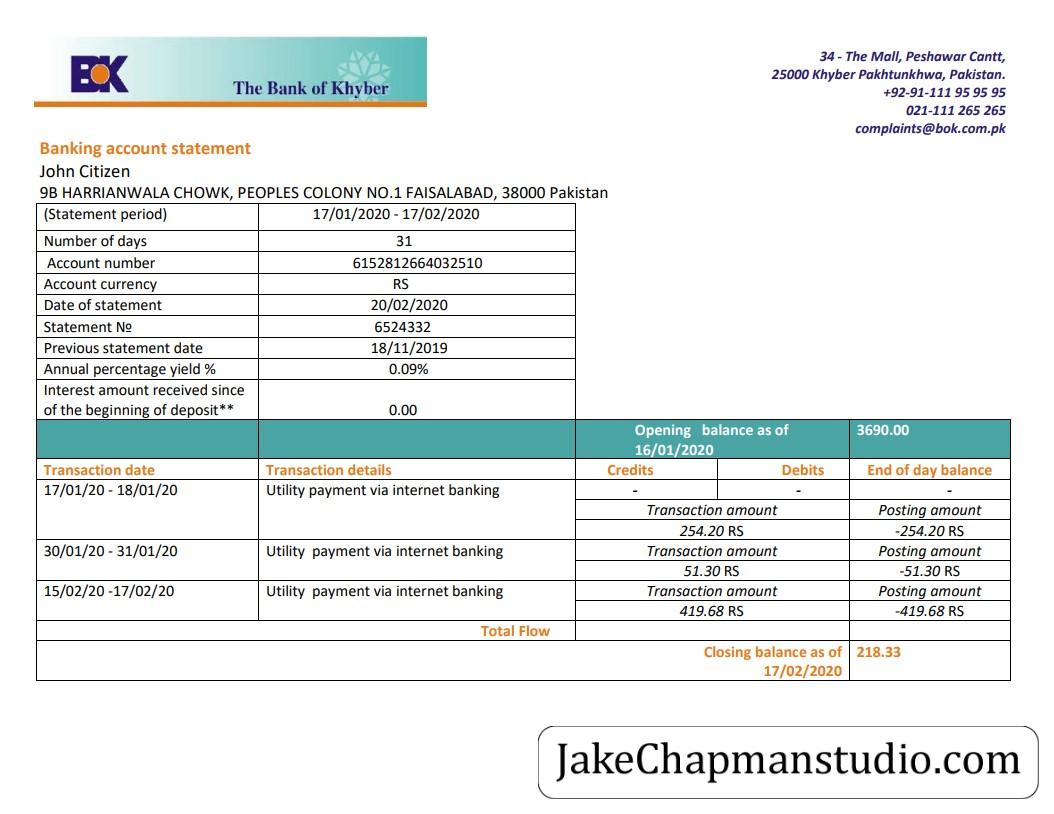 BOK
The Bank of Khyber
34 - The Mall, Peshawar Cantt,
25000 Khyber Pakhtunkhwa, Pakistan.
+92-91-111 95 95 95
021-111 265 265
complaints@bok.com.pk
Banking account statement
John Citizen
9B HARRIANWALA CHOWK, PEOPLES COLONY NO.1 FAISALABAD, 38000 Pakistan
(Statement period) 17/01/2020 - 17/02/2020
Number of days 31
Account number 6152812664032510
Account currency RS
Date of statement 20/02/2020
Statement № 6524332
Previous statement date 18/11/2019
Annual percentage yield % 0.09%
Interest amount received since
of the beginning of deposit** 0.00
Opening balance as of 3690.00
16/01/2020
Transaction date Transaction details Credits Debits End of day balance
17/01/20 - 18/01/20 Utility payment via internet banking - - -
Transaction amount Posting amount
254.20 RS -254.20 RS
30/01/20 - 31/01/20 Utility payment via internet banking Transaction amount Posting amount
51.30 RS -51.30 RS
15/02/20 -17/02/20 Utility payment via internet banking Transaction amount Posting amount
419.68 RS -419.68 RS
Total Flow
Closing balance as of 218.33
17/02/2020
JakeChapmanstudio.com